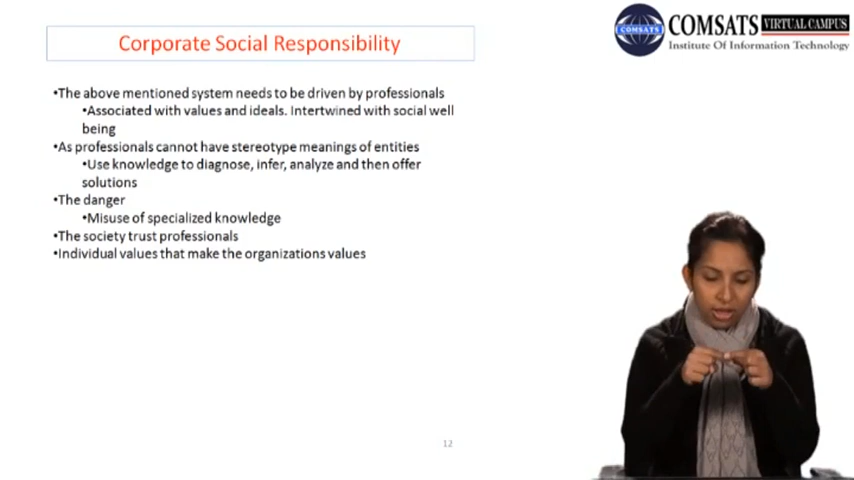 Corporate Social Responsibility
COMSATS VIRTUAL CAMPUS
Institute Of Information Technology
COMSATS
•The above mentioned system needs to be driven by professionals
•Associated with values and ideals. Intertwined with social well
being
•As professionals cannot have stereotype meanings of entities
•Use knowledge to diagnose, infer, analyze and then offer
solutions
•The danger
•Misuse of specialized knowledge
•The society trust professionals
•Individual values that make the organizations values
12